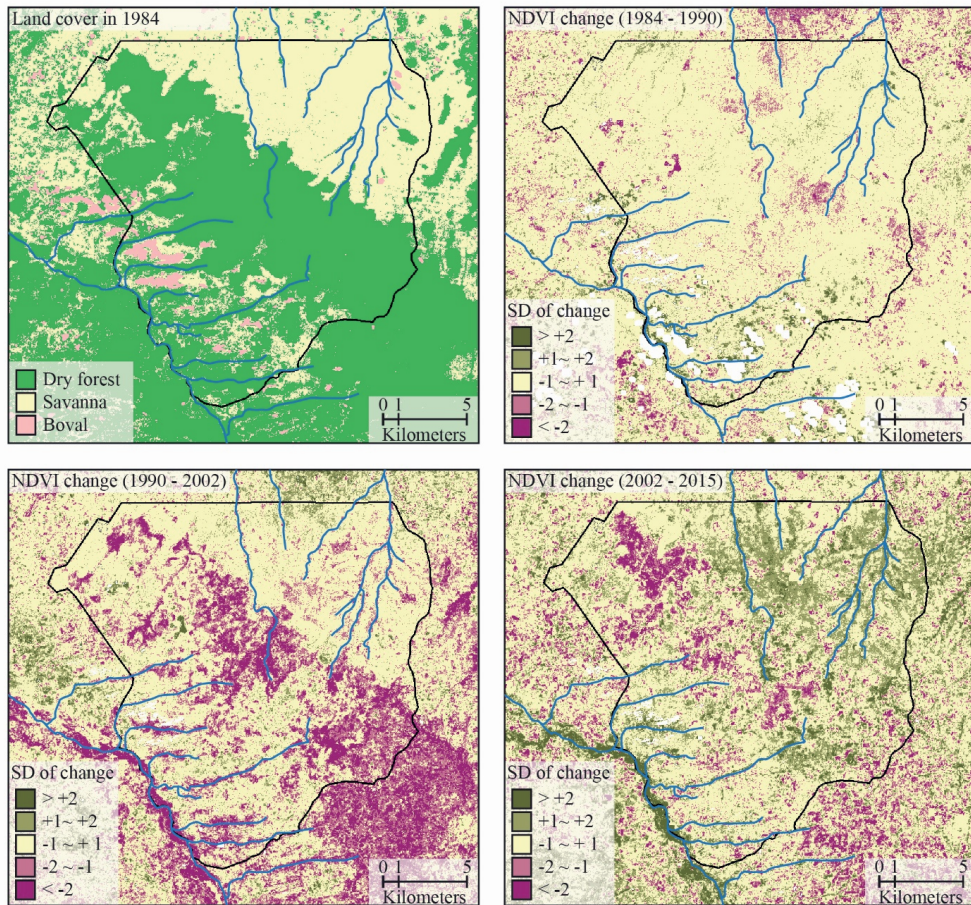 Land cover in 1984
Dry forest
Savanna
Boval
0 1 5
Kilometers
NDVI change (1984 - 1990)
SD of change
> +2
+1~ +2
-1 ~ + 1
-2 ~ -1
< -2
0 1 5
Kilometers
NDVI change (1990 - 2002)
SD of change
> +2
+1~ +2
-1 ~ + 1
-2 ~ -1
< -2
0 1 5
Kilometers
NDVI change (2002 - 2015)
SD of change
> +2
+1~ +2
-1 ~ + 1
-2 ~ -1
< -2
0 1 5
Kilometers